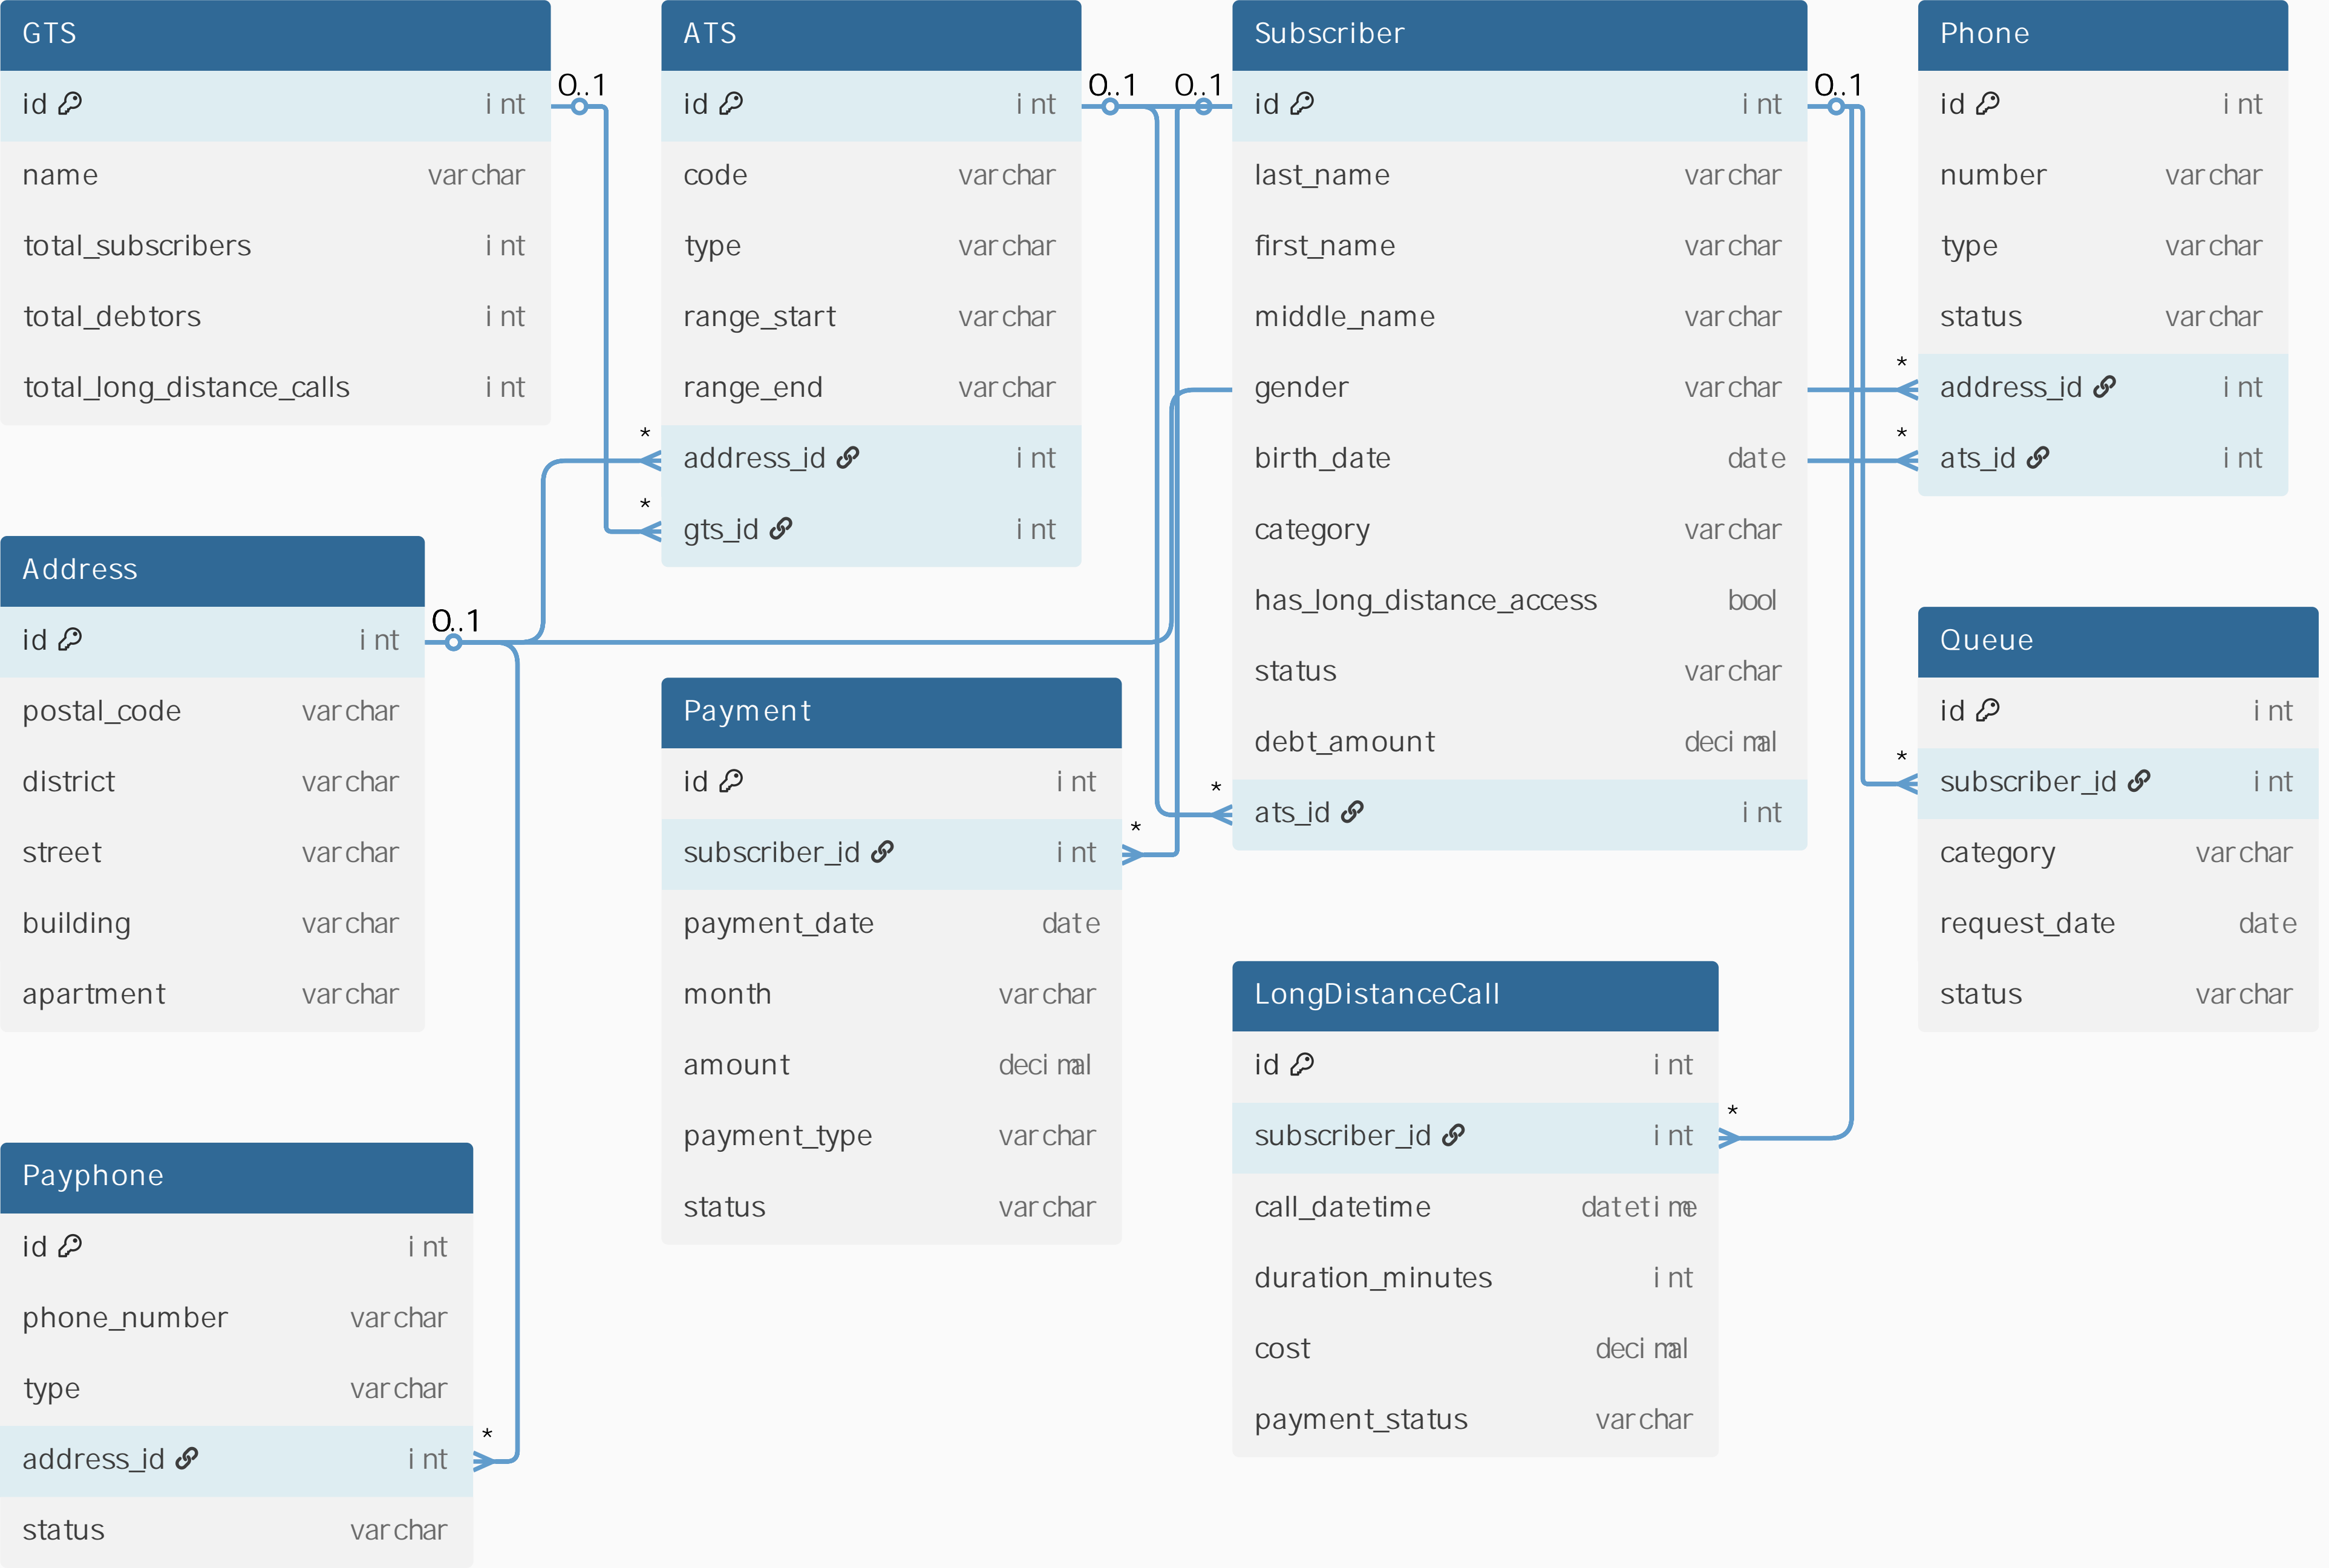 GTS
id int
name varchar
total_subscribers int
total_debtors int
total_long_distance_calls int
0..1
ATS
id int
code varchar
type varchar
range_start varchar
range_end varchar
* address_id int
* gts_id int
0..1
0..1
Subscriber
id int
last_name varchar
first_name varchar
middle_name varchar
gender varchar
birth_date date
category varchar
has_long_distance_access bool
status varchar
debt_amount decimal
* ats_id int
0..1
Phone
id int
number varchar
type varchar
status varchar
* address_id int
* ats_id int
Address
id int
postal_code varchar
district varchar
street varchar
building varchar
apartment varchar
0..1
Payment
id int
subscriber_id int *
payment_date date
month varchar
amount decimal
payment_type varchar
status varchar
Queue
id int
* subscriber_id int
category varchar
request_date date
status varchar
LongDistanceCall
id int
subscriber_id int *
call_datetime datetime
duration_minutes int
cost decimal
payment_status varchar
Payphone
id int
phone_number varchar
type varchar
address_id int *
status varchar